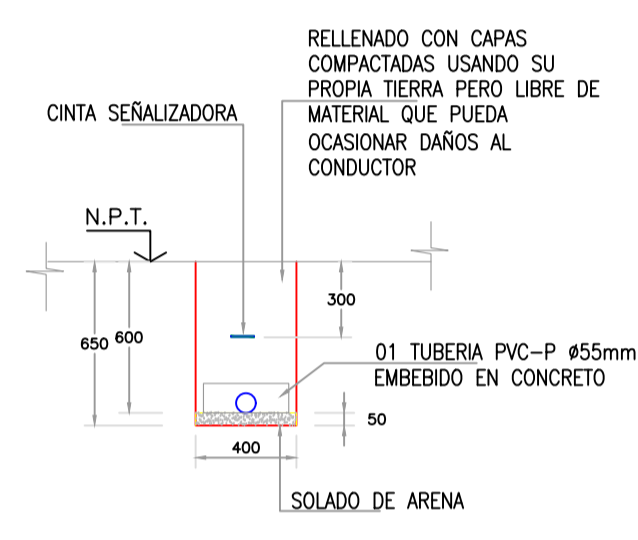 RELLENADO CON CAPAS
COMPACTADAS USANDO SU
PROPIA TIERRA PERO LIBRE DE
MATERIAL QUE PUEDA
OCASIONAR DAÑOS AL
CONDUCTOR
CINTA SEÑALIZADORA
N.P.T.
300
650
600
01 TUBERIA PVC-P Ø55mm
EMBEBIDO EN CONCRETO
50
400
SOLADO DE ARENA